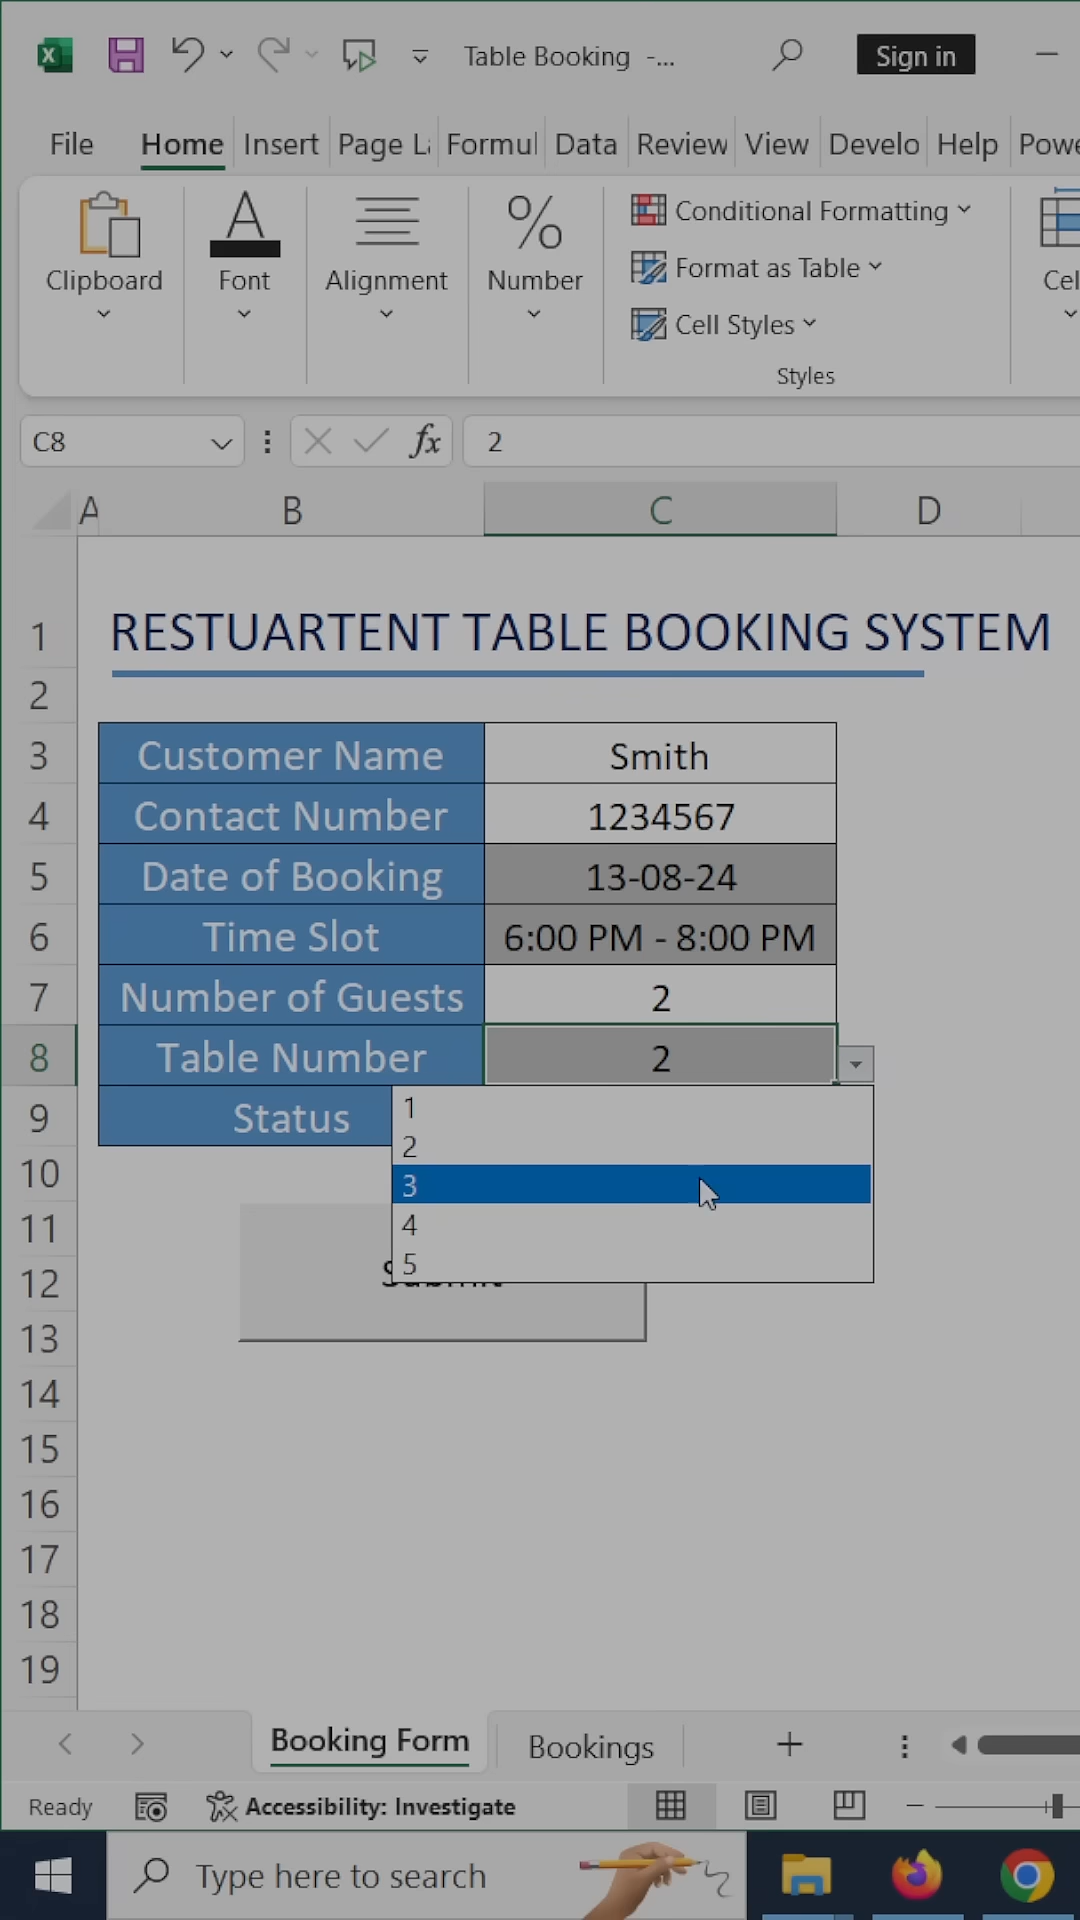 Table Booking -...
Sign in
File Home Insert Page La Formul Data Review View Develo Help Powe
Clipboard
Font
Alignment
%
Number
Conditional Formatting
Format as Table
Cell Styles
Styles
Cel
C8
fx
2
A B C D
1 RESTUARTENT TABLE BOOKING SYSTEM
2
3 Customer Name Smith
4 Contact Number 1234567
5 Date of Booking 13-08-24
6 Time Slot 6:00 PM - 8:00 PM
7 Number of Guests 2
8 Table Number 2
9 Status
1
2
3
4
5
10
11
12 Submit
13
14
15
16
17
18
19
Booking Form Bookings +
Ready Accessibility: Investigate
Type here to search